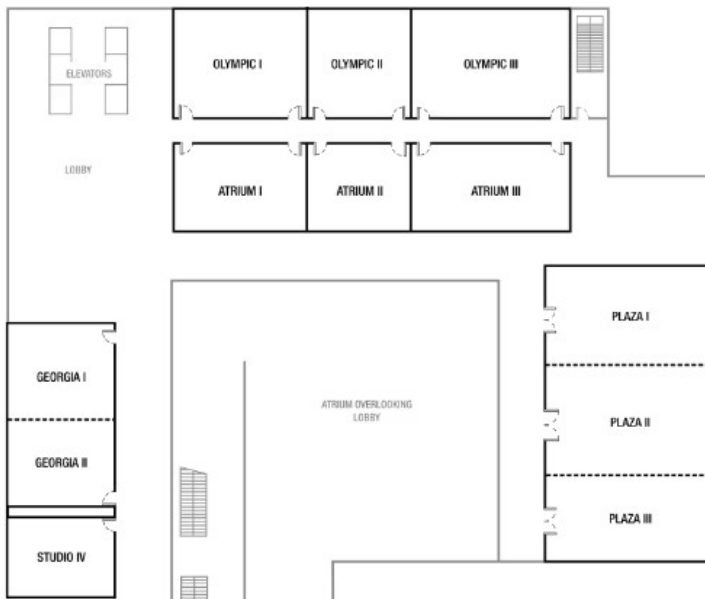 OLYMPIC I
OLYMPIC II
OLYMPIC III
ELEVATORS
LOBBY
ATRIUM I
ATRIUM II
ATRIUM III
PLAZA I
GEORGIA I
ATRIUM OVERLOOKING
LOBBY
PLAZA II
GEORGIA II
PLAZA III
STUDIO IV